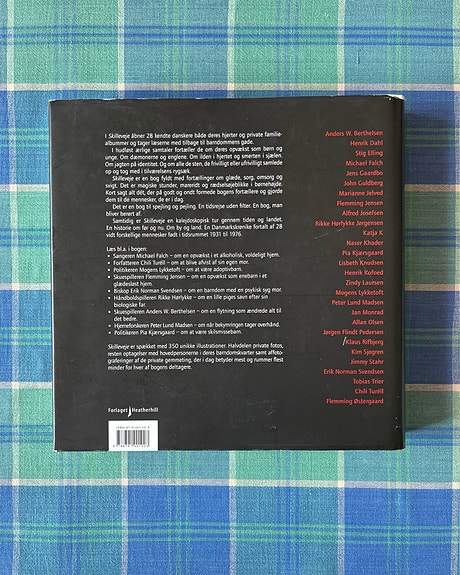 I Skilleveje åbner 28 kendte danskere både deres hjerter og private familie-
albummer og tager læserne med tilbage til barndommens gade.
I hudløst ærlige samtaler fortæller de om deres opvækst som børn og
unge. Om dæmonerne og englene. Om ilden i hjertet og smerten i sjælen.
Om jagten på identitet. Og om alle de sten, de frivilligt eller ufrivilligt samlede
op og tog med i tilværelsens rygsæk.
Skilleveje er en bog fyldt med fortællinger om glæde, sorg, omsorg og
svigt. Det er magiske stunder, mareridt og rædselsøjeblikke i børnehøjde.
Kort sagt alt det, der på godt og ondt formede bogens fortællere og gjorde
dem til de mennesker, de er i dag.
Det er en bog til spejling og pejling. En tidsrejse uden filter. En bog, man
bliver berørt af.
Samtidig er Skilleveje en kalejdoskopisk tur gennem tiden og landet.
En historie om før og nu. Om by og land. En Danmarkskrønike fortalt af 28
vidt forskellige mennesker født i tidsrummet 1931 til 1976.
Læs bl.a. i bogen:
• Sangeren Michael Falch – om en opvækst i et alkoholisk, voldeligt hjem.
• Forfatteren Chili Turèll – om at blive afvist af sin egen mor.
• Politikeren Mogens Lykketoft – om at være adoptivbarn.
• Skuespilleren Flemming Jensen – om en opvækst som enebarn i et
glædesløst hjem.
• Biskop Erik Norman Svendsen – om en barndom med en psykisk syg mor.
• Håndboldspilleren Rikke Hørlykke – om en lille piges savn efter sin
biologiske far.
• Skuespilleren Anders W. Berthelsen – om en flytning som ændrede alt til
det bedre.
• Hjerneforskeren Peter Lund Madsen – om når bekymringen tager overhånd.
• Politikeren Pia Kjærsgaard – om at være skilsmissebarn.
Skilleveje er spækket med 350 unikke illustrationer. Halvdelen private fotos,
resten optagelser med hovedpersonerne i deres barndomskvarter samt affoto-
graferinger af de private gemmeting, der i dag betyder mest og rummer flest
minder for hver af bogens deltagere.
Forlaget Heatherhill
Anders W. Berthelsen
Henrik Dahl
Stig Elling
Michael Falch
Jens Gaardbo
John Guldberg
Marianne Jelved
Flemming Jensen
Alfred Josefsen
Rikke Hørlykke Jørgensen
Katja K
Naser Khader
Pia Kjærsgaard
Lisbeth Knudsen
Henrik Rofoed
Zindy Laursen
Mogens Lykketoft
Peter Lund Madsen
Jan Monrad
Allan Olsen
Jørgen Flindt Pedersen
Klaus Rifbjerg
Kim Sjøgren
Jimmy Stahr
Erik Norman Svendsen
Tobias Trier
Chili Turèll
Flemming Østergaard